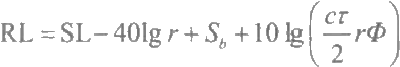 RL = SL − 40lg r + S_b + 10 lg(cτ/2 rΦ)